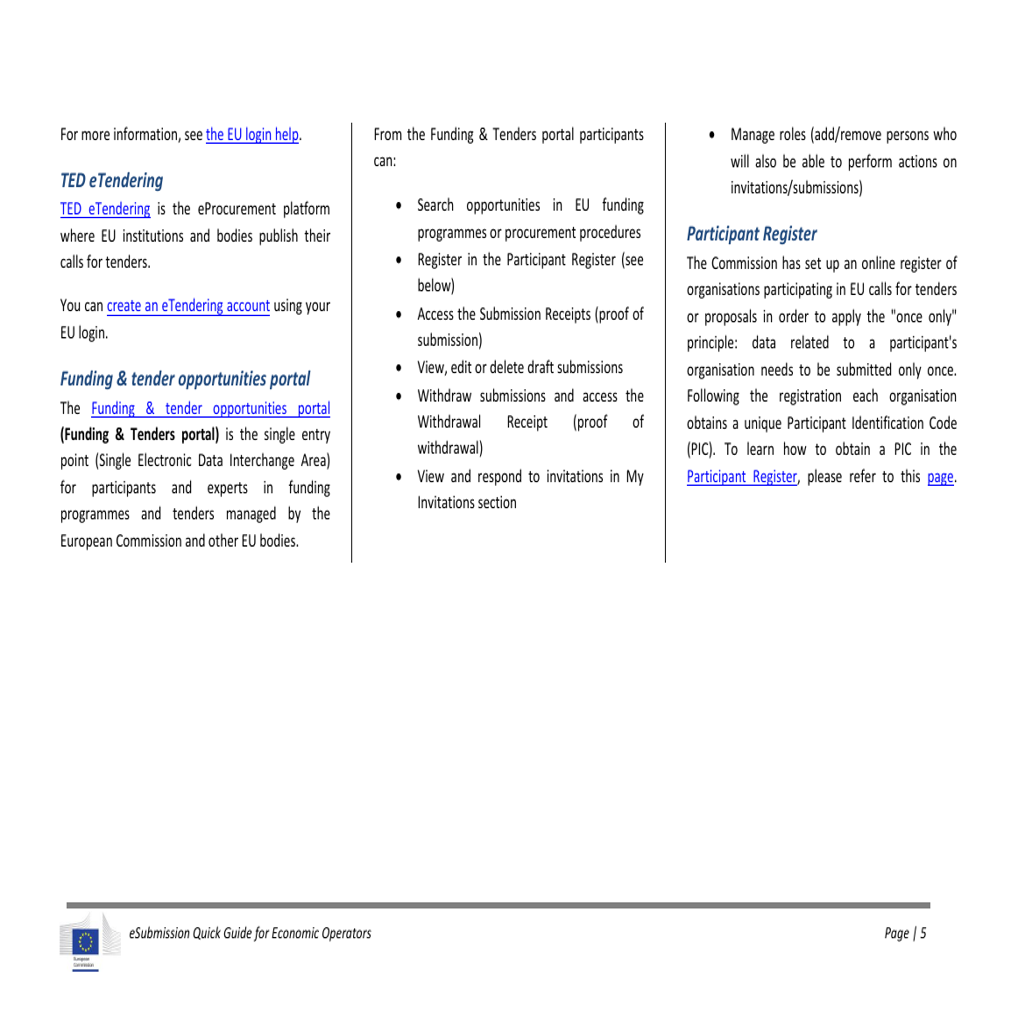 For more information, see the EU login help.
TED eTendering
TED eTendering is the eProcurement platform
where EU institutions and bodies publish their
calls for tenders.
You can create an eTendering account using your
EU login.
Funding & tender opportunities portal
The Funding & tender opportunities portal
(Funding & Tenders portal) is the single entry
point (Single Electronic Data Interchange Area)
for participants and experts in funding
programmes and tenders managed by the
European Commission and other EU bodies.
From the Funding & Tenders portal participants
can:
• Search opportunities in EU funding
programmes or procurement procedures
• Register in the Participant Register (see
below)
• Access the Submission Receipts (proof of
submission)
• View, edit or delete draft submissions
• Withdraw submissions and access the
Withdrawal Receipt (proof of
withdrawal)
• View and respond to invitations in My
Invitations section
• Manage roles (add/remove persons who
will also be able to perform actions on
invitations/submissions)
Participant Register
The Commission has set up an online register of
organisations participating in EU calls for tenders
or proposals in order to apply the "once only"
principle: data related to a participant's
organisation needs to be submitted only once.
Following the registration each organisation
obtains a unique Participant Identification Code
(PIC). To learn how to obtain a PIC in the
Participant Register, please refer to this page.
eSubmission Quick Guide for Economic Operators
Page | 5
European
Commission